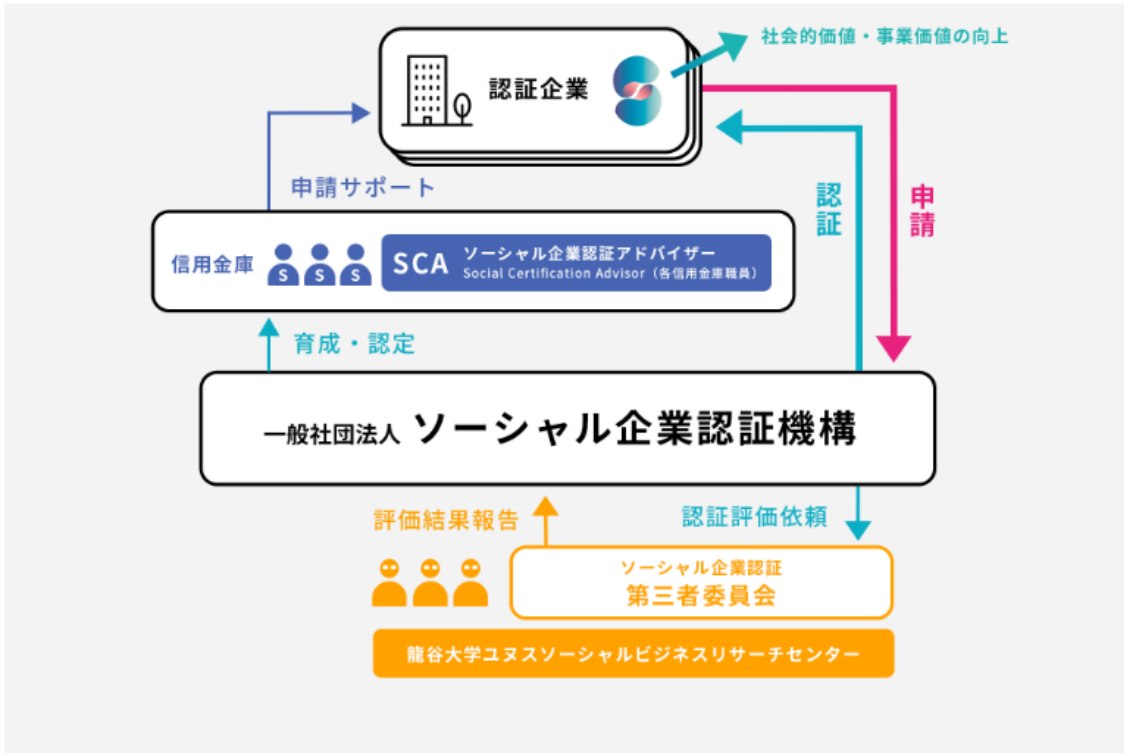 社会的価値・事業価値の向上
認証企業
申請サポート
認証
申請
信用金庫
S S S
SCA
ソーシャル企業認証アドバイザー
Social Certification Advisor（各信用金庫職員）
育成・認定
一般社団法人 ソーシャル企業認証機構
評価結果報告
認証評価依頼
ソーシャル企業認証
第三者委員会
龍谷大学ユヌスソーシャルビジネスリサーチセンター